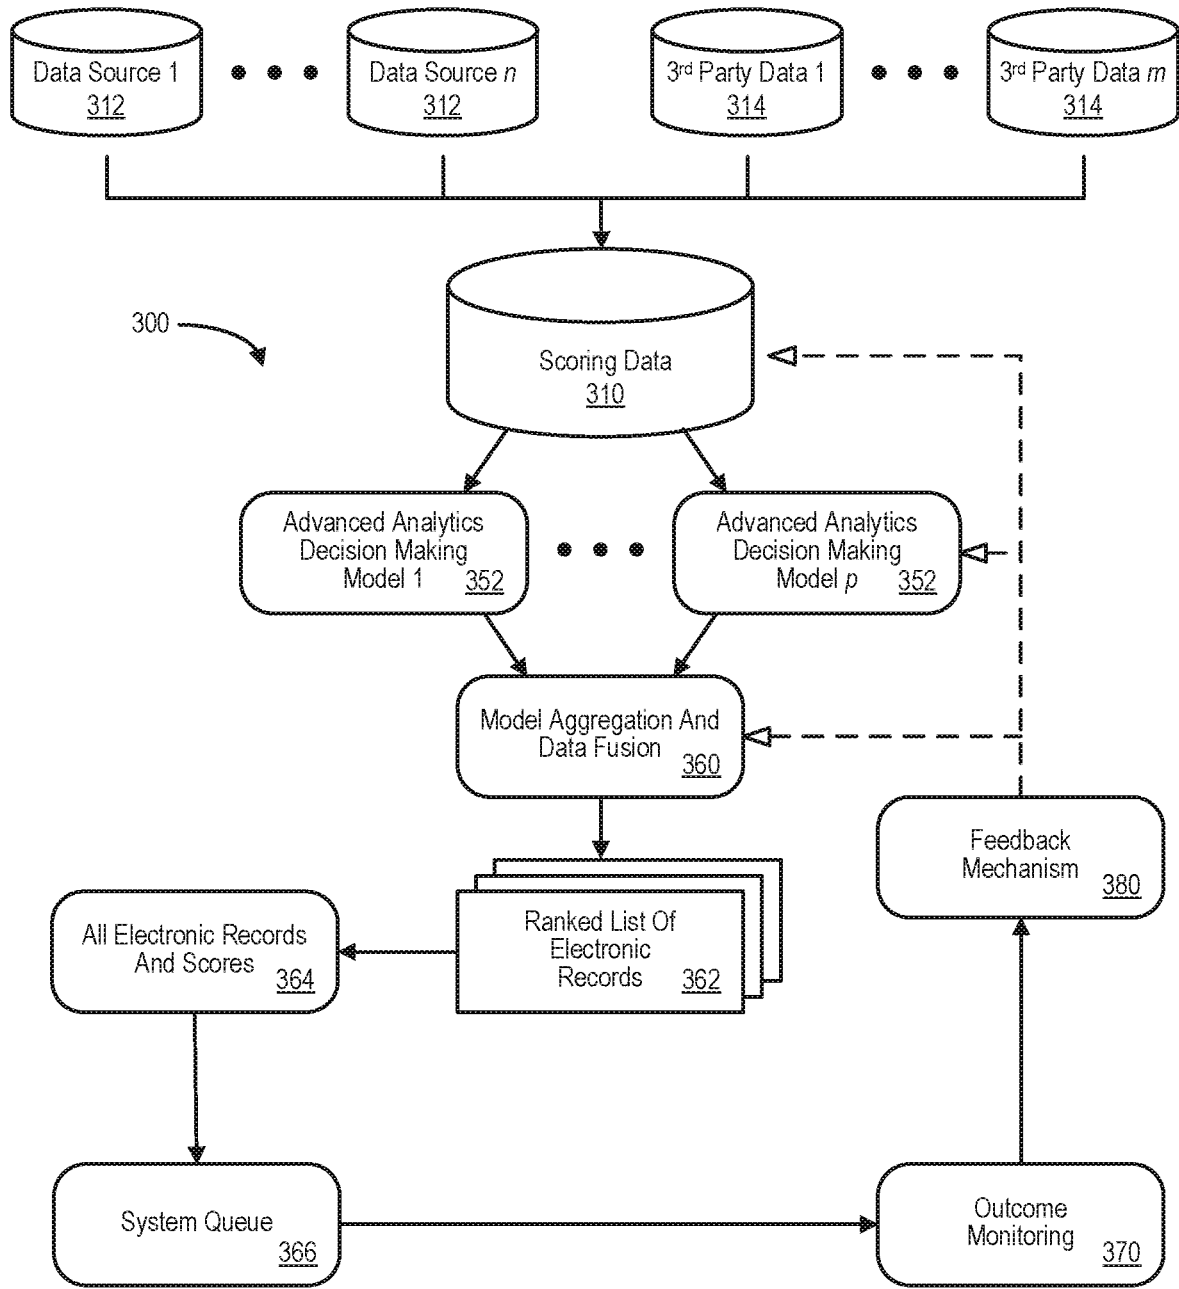 Data Source 1
312
Data Source n
312
3rd Party Data 1
314
3rd Party Data m
314
300
Scoring Data
310
Advanced Analytics
Decision Making
Model 1
352
Advanced Analytics
Decision Making
Model p
352
Model Aggregation And
Data Fusion
360
Feedback
Mechanism
380
Ranked List Of
Electronic
Records
362
All Electronic Records
And Scores
364
System Queue
366
Outcome
Monitoring
370